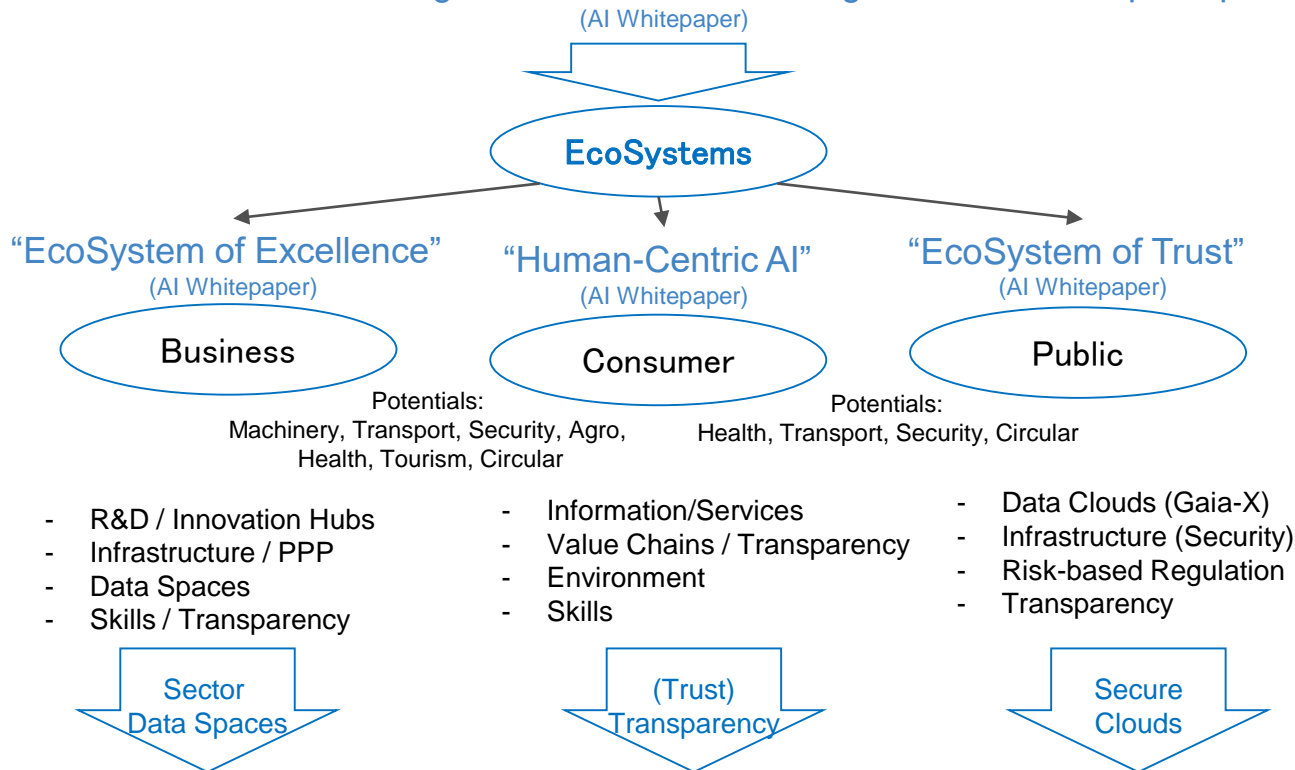 (AI Whitepaper)
EcoSystems
“EcoSystem of Excellence”
(AI Whitepaper)
Business
“Human-Centric AI”
(AI Whitepaper)
Consumer
“EcoSystem of Trust”
(AI Whitepaper)
Public
Potentials:
Machinery, Transport, Security, Agro,
Health, Tourism, Circular
Potentials:
Health, Transport, Security, Circular
- R&D / Innovation Hubs
- Infrastructure / PPP
- Data Spaces
- Skills / Transparency
- Information/Services
- Value Chains / Transparency
- Environment
- Skills
- Data Clouds (Gaia-X)
- Infrastructure (Security)
- Risk-based Regulation
- Transparency
Sector
Data Spaces
(Trust)
Transparency
Secure
Clouds